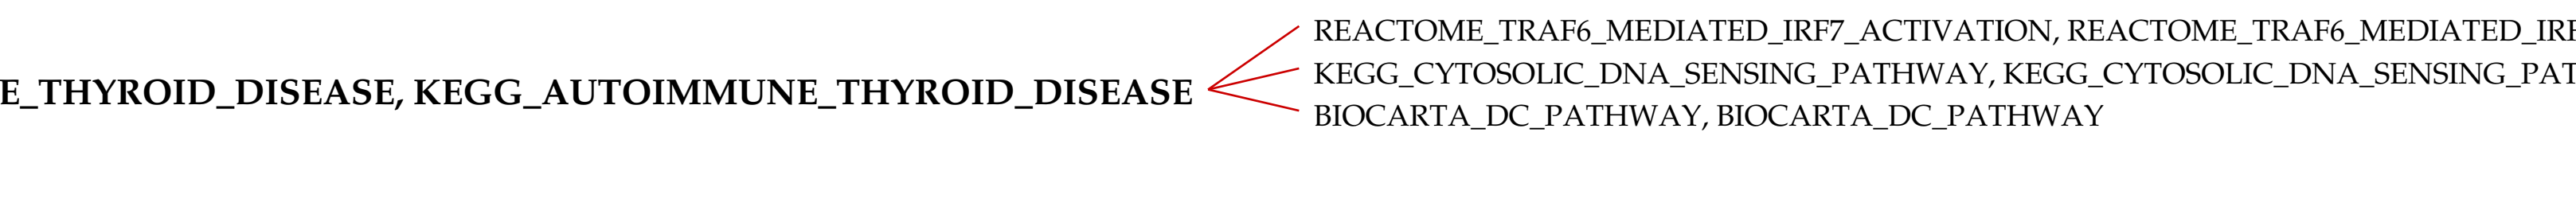 REACTOME_TRAF6_MEDIATED_IRF7_ACTIVATION, REACTOME_TRAF6_MEDIATED_IRF
E_THYROID_DISEASE, KEGG_AUTOIMMUNE_THYROID_DISEASE
KEGG_CYTOSOLIC_DNA_SENSING_PATHWAY, KEGG_CYTOSOLIC_DNA_SENSING_PAT
BIOCARTA_DC_PATHWAY, BIOCARTA_DC_PATHWAY